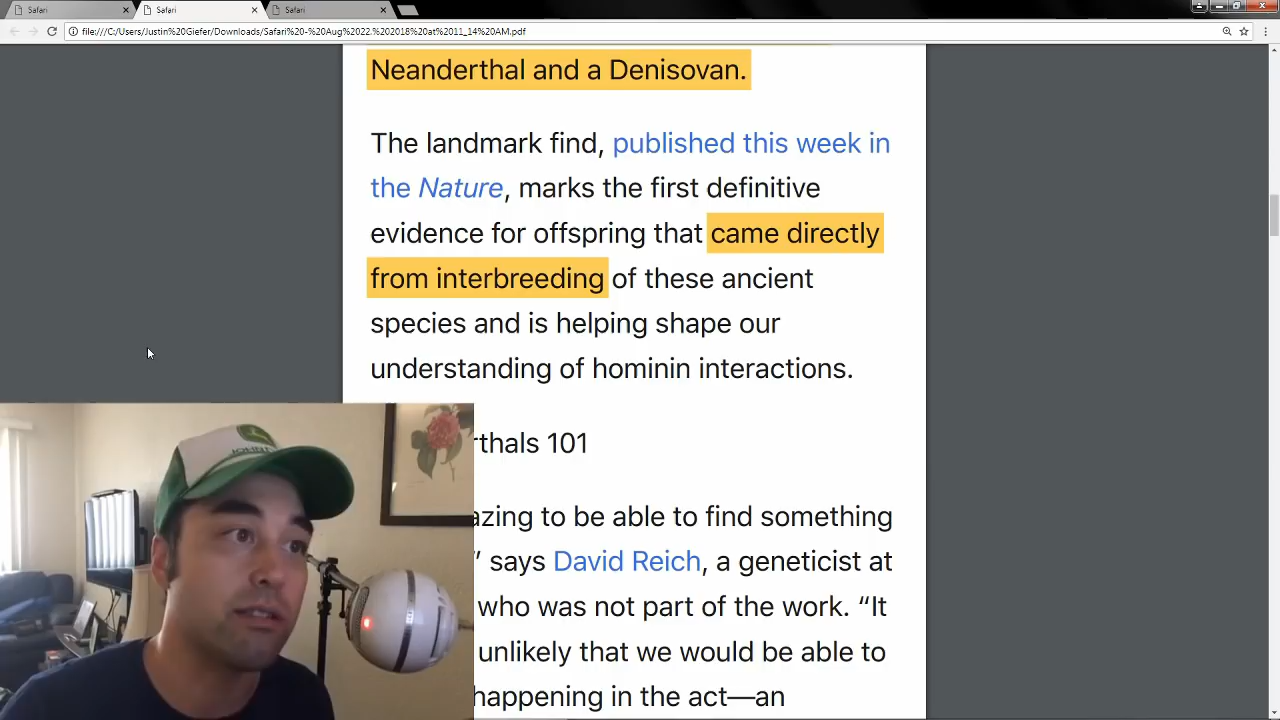 Safari
Safari
Safari
file:///C:/Users/Justin%20Giefer/Downloads/Safari%20-%20Aug%2022.%202018%20at%2011_14%20AM.pdf
Neanderthal and a Denisovan.
The landmark find, published this week in
the Nature, marks the first definitive
evidence for offspring that came directly
from interbreeding of these ancient
species and is helping shape our
understanding of hominin interactions.
rthals 101
azing to be able to find something
” says David Reich, a geneticist at
who was not part of the work. “It
unlikely that we would be able to
happening in the act—an